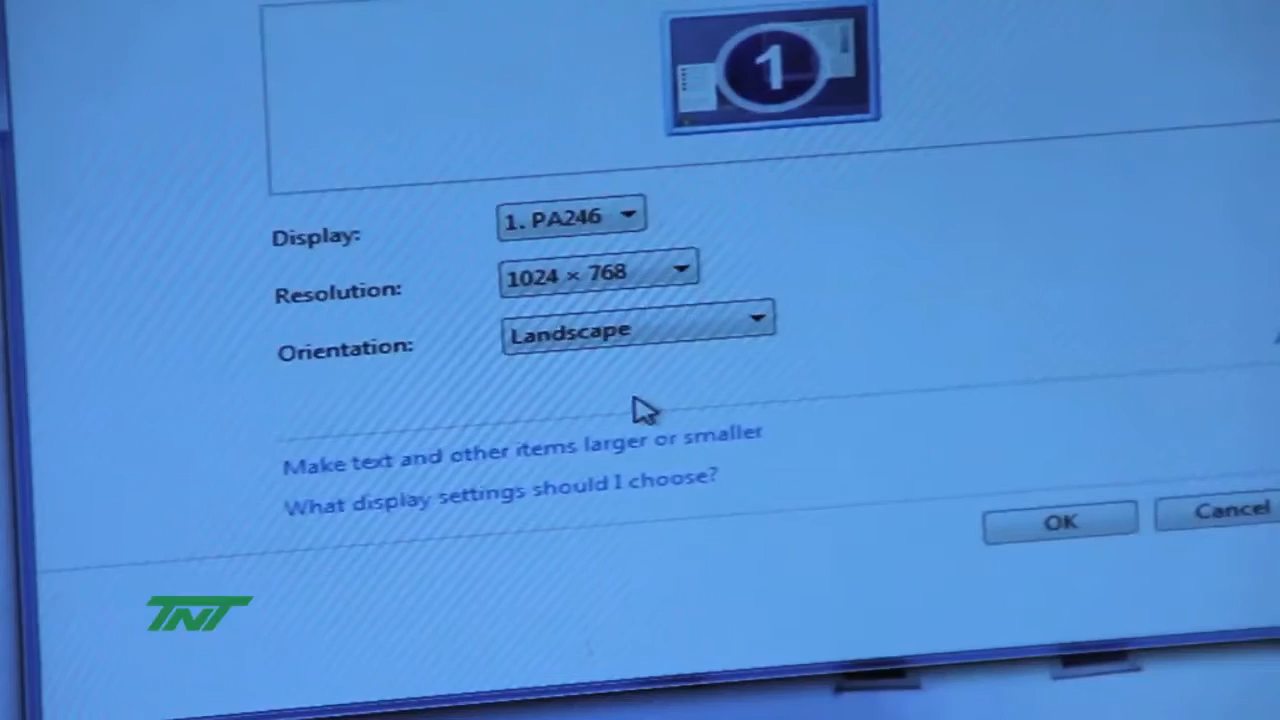 1
Display: 1. PA246
Resolution: 1024 × 768
Orientation: Landscape
Make text and other items larger or smaller
What display settings should I choose?
OK Cancel
TNT